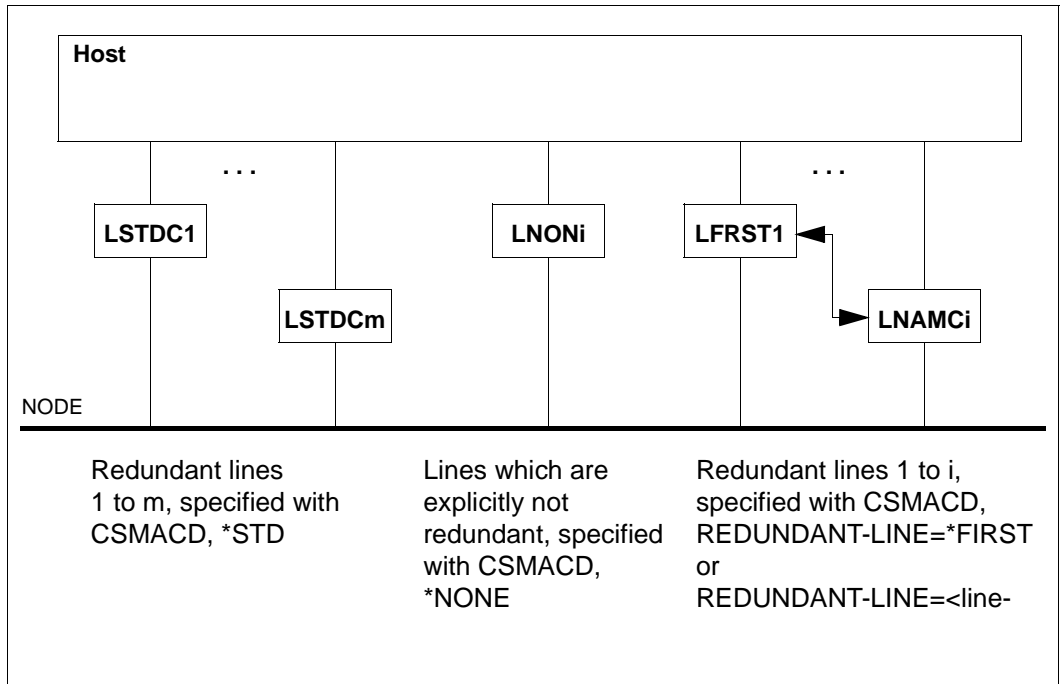 Host
. . .
. . .
LSTDC1
LNONi
LFRST1
LSTDCm
LNAMCi
NODE
Redundant lines
1 to m, specified with
CSMACD, *STD
Lines which are
explicitly not
redundant, specified
with CSMACD,
*NONE
Redundant lines 1 to i,
specified with CSMACD,
REDUNDANT-LINE=*FIRST
or
REDUNDANT-LINE=<line-